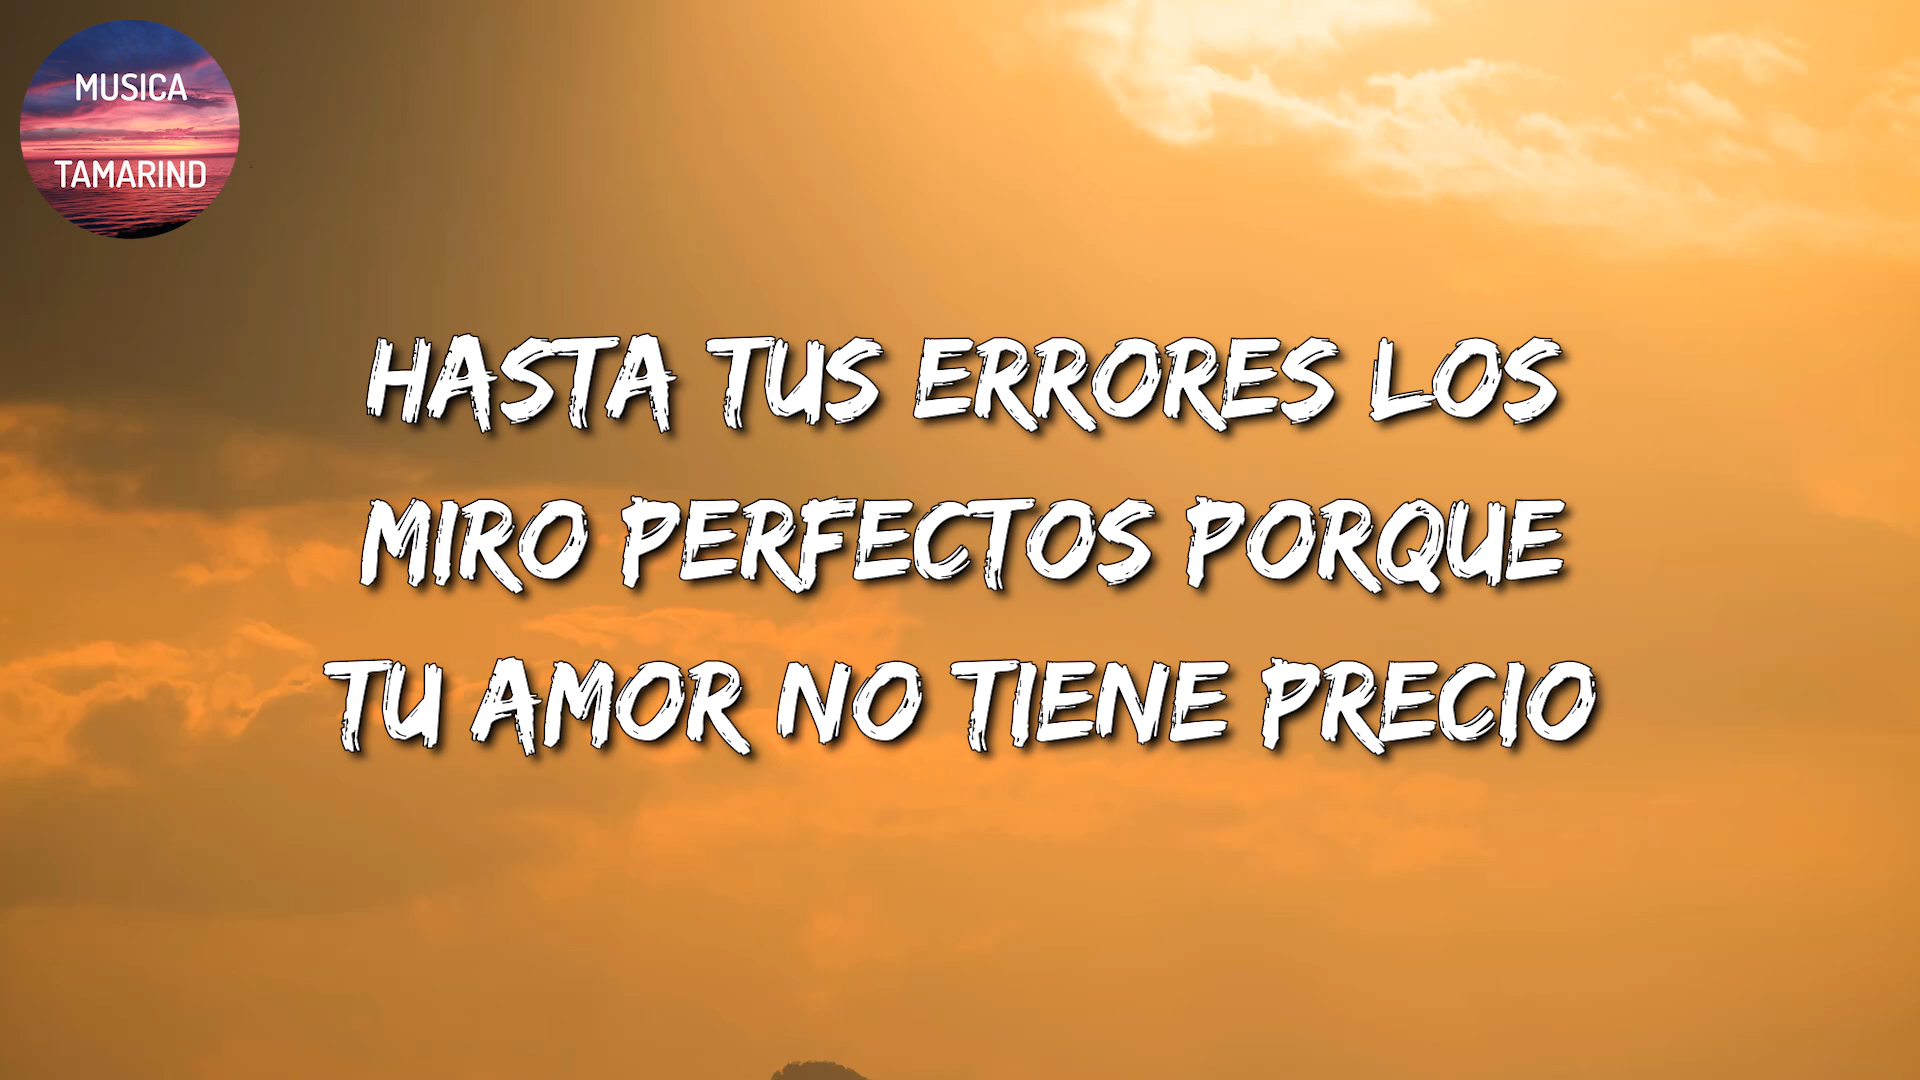 MUSICA
TAMARIND
HASTA TUS ERRORES LOS
MIRO PERFECTOS PORQUE
TU AMOR NO TIENE PRECIO